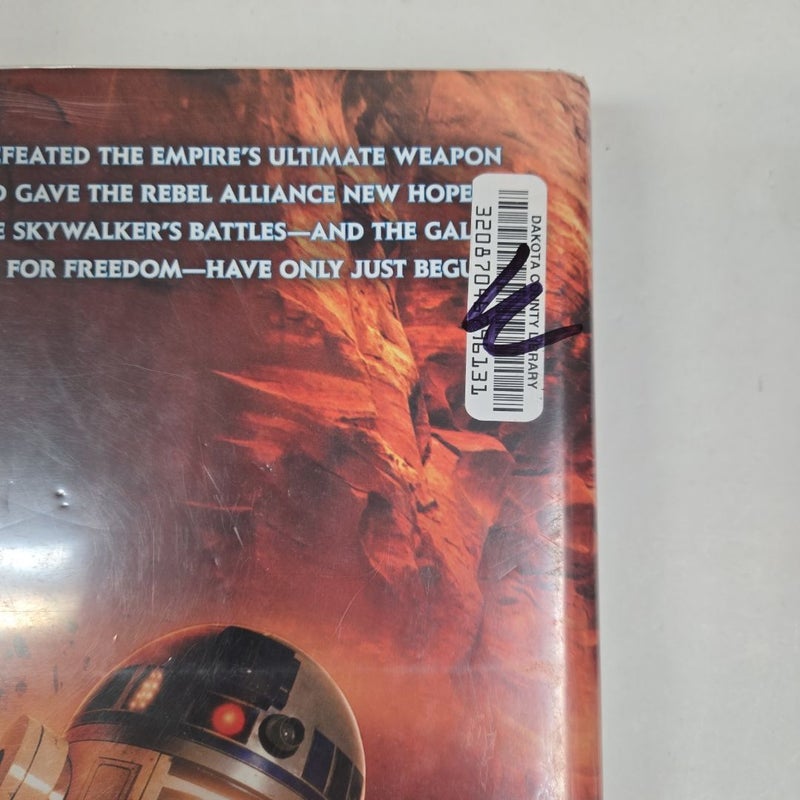 EFEATED THE EMPIRE'S ULTIMATE WEAPON
D GAVE THE REBEL ALLIANCE NEW HOPE
E SKYWALKER'S BATTLES—AND THE GAL
FOR FREEDOM—HAVE ONLY JUST BEGU
DAKOTA COUNTY LIBRARY
W